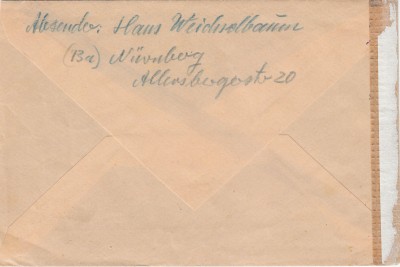 Absender: Hans Weichselbaum
(13a) Nürnberg
Allersbergerstr 20